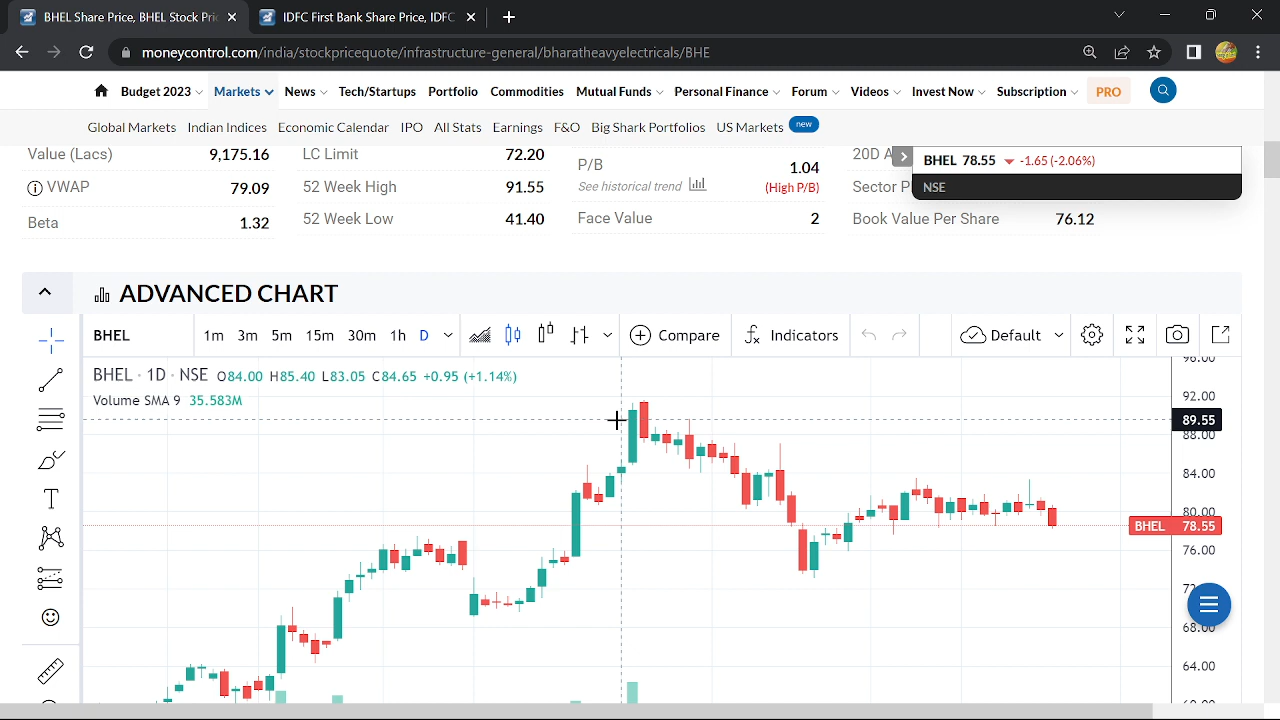 BHEL Share Price, BHEL Stock Pri
IDFC First Bank Share Price, IDFC
moneycontrol.com/india/stockpricequote/infrastructure-general/bharatheavyelectricals/BHE
Budget 2023 Markets News Tech/Startups Portfolio Commodities Mutual Funds Personal Finance Forum Videos Invest Now Subscription PRO
Global Markets Indian Indices Economic Calendar IPO All Stats Earnings F&O Big Shark Portfolios US Markets new
Value (Lacs) 9,175.16 LC Limit 72.20 P/B 1.04 20D A
BHEL 78.55 -1.65 (-2.06%)
VWAP 79.09 52 Week High 91.55 See historical trend (High P/B) Sector P
NSE
Beta 1.32 52 Week Low 41.40 Face Value 2 Book Value Per Share 76.12
ADVANCED CHART
BHEL 1m 3m 5m 15m 30m 1h D Compare Indicators Default
BHEL · 1D · NSE O84.00 H85.40 L83.05 C84.65 +0.95 (+1.14%)
Volume SMA 9 35.583M
96.00
92.00
89.55
88.00
84.00
80.00
BHEL 78.55
76.00
68.00
64.00